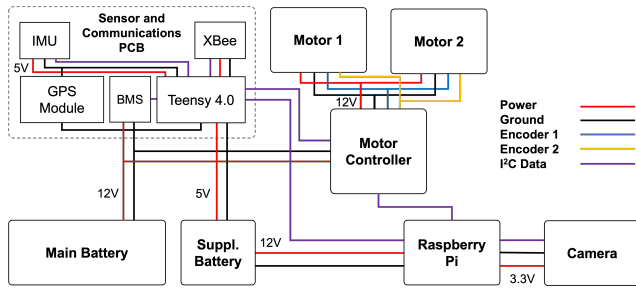 Sensor and
Communications
PCB
IMU
XBee
5V
GPS
Module
BMS
Teensy 4.0
Motor 1
Motor 2
12V
Motor
Controller
Power
Ground
Encoder 1
Encoder 2
I²C Data
12V
5V
Main Battery
Suppl.
Battery
12V
Raspberry
Pi
Camera
3.3V